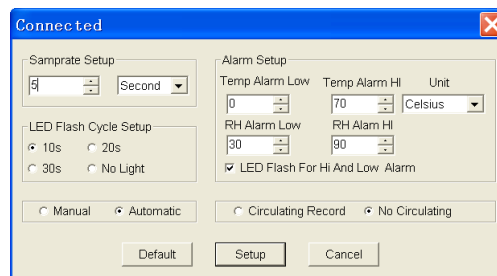 Connected
Samprate Setup
5 Second
LED Flash Cycle Setup
10s 20s
30s No Light
Alarm Setup
Temp Alarm Low Temp Alarm HI Unit
0 70 Celsius
RH Alarm Low RH Alarm HI
30 90
LED Flash For Hi And Low Alarm
Manual Automatic
Circulating Record No Circulating
Default Setup Cancel